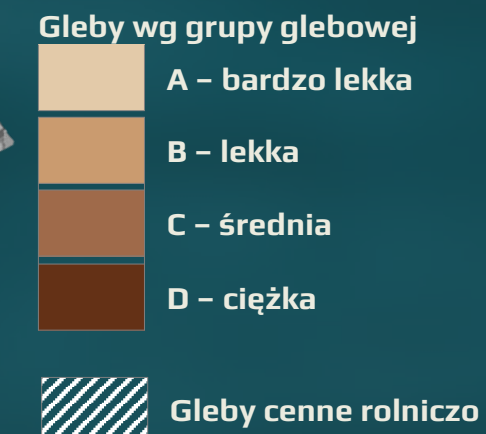 Gleby wg grupy glebowej
A – bardzo lekka
B – lekka
C – średnia
D – ciężka
Gleby cenne rolniczo